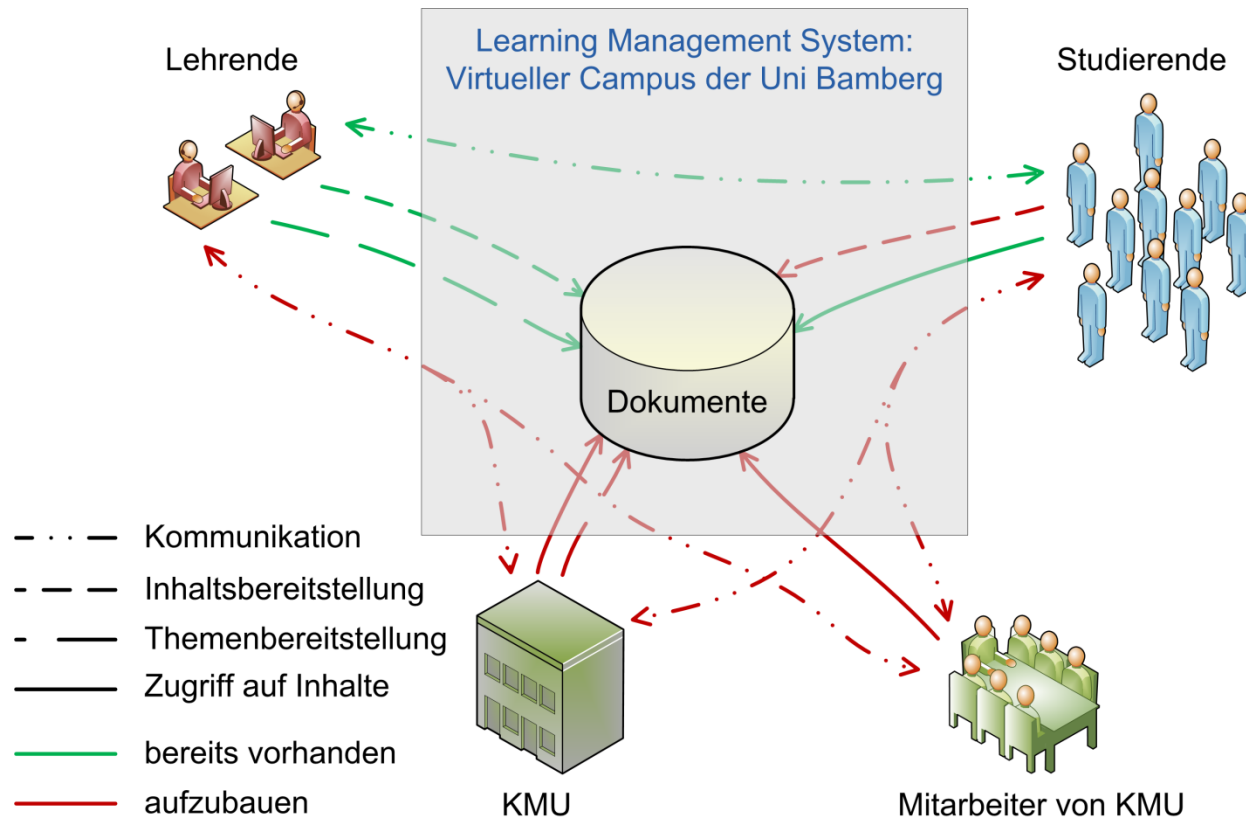 Learning Management System:
Virtueller Campus der Uni Bamberg
Lehrende
Studierende
Dokumente
Kommunikation
Inhaltsbereitstellung
Themenbereitstellung
Zugriff auf Inhalte
bereits vorhanden
aufzubauen
KMU
Mitarbeiter von KMU